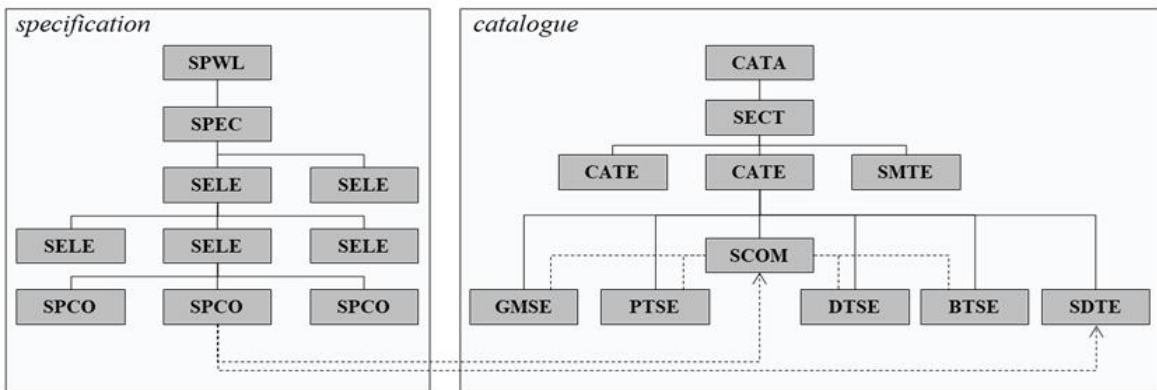 specification
catalogue
SPWL
CATA
SPEC
SECT
SELE
SELE
CATE
CATE
SMTE
SELE
SELE
SELE
SCOM
SPCO
SPCO
SPCO
GMSE
PTSE
DTSE
BTSE
SDTE